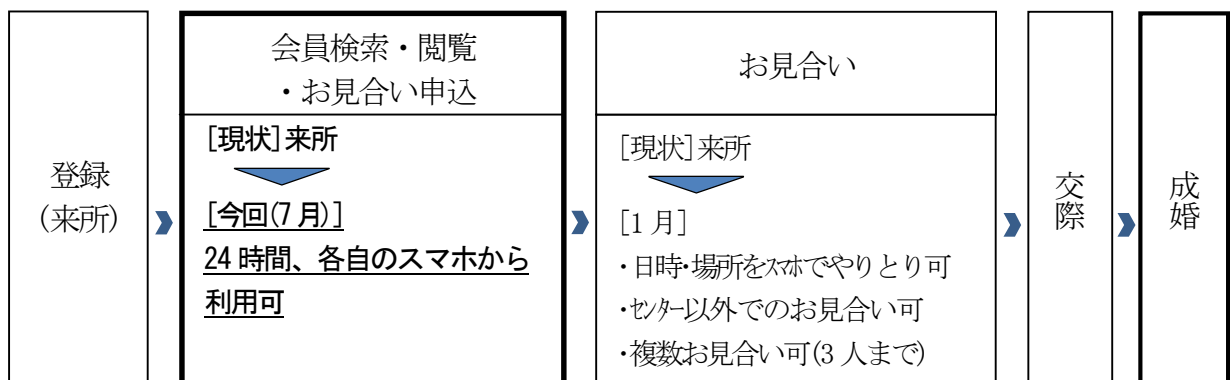 登録
(来所)
会員検索・閲覧
・お見合い申込
[現状]来所
[今回(7月)]
24時間、各自のスマホから
利用可
お見合い
[現状]来所
[1月]
・日時・場所をスマホでやりとり可
・センター以外でのお見合い可
・複数お見合い可(3人まで)
交際
成婚